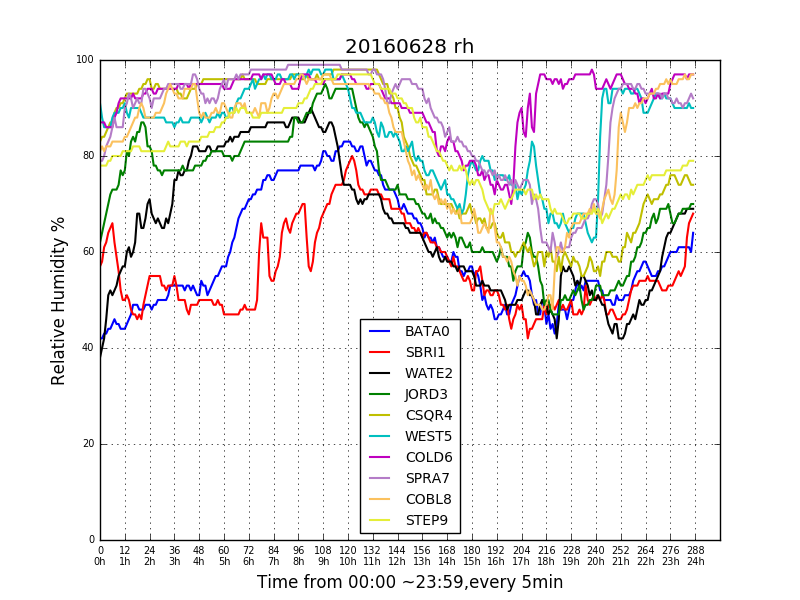 20160628 rh
Relative Humidity %
100
80
60
40
20
0
BATA0
SBRI1
WATE2
JORD3
CSQR4
WEST5
COLD6
SPRA7
COBL8
STEP9
0 12 24 36 48 60 72 84 96 108 120 132 144 156 168 180 192 204 216 228 240 252 264 276 288
0h 1h 2h 3h 4h 5h 6h 7h 8h 9h 10h 11h 12h 13h 14h 15h 16h 17h 18h 19h 20h 21h 22h 23h 24h
Time from 00:00 ~23:59,every 5min